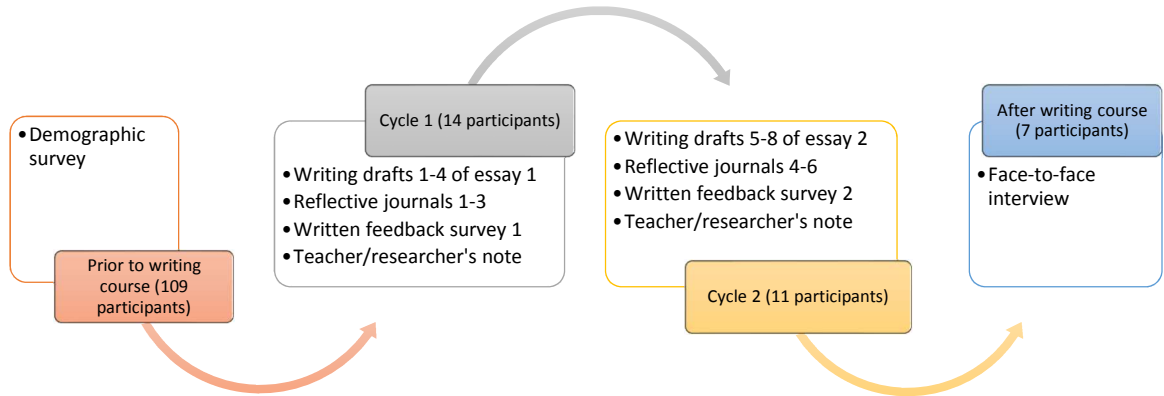 •Demographic
survey
Prior to writing
course (109
participants)
Cycle 1 (14 participants)
•Writing drafts 1-4 of essay 1
•Reflective journals 1-3
•Written feedback survey 1
•Teacher/researcher's note
•Writing drafts 5-8 of essay 2
•Reflective journals 4-6
•Written feedback survey 2
•Teacher/researcher's note
Cycle 2 (11 participants)
After writing course
(7 participants)
•Face-to-face
interview